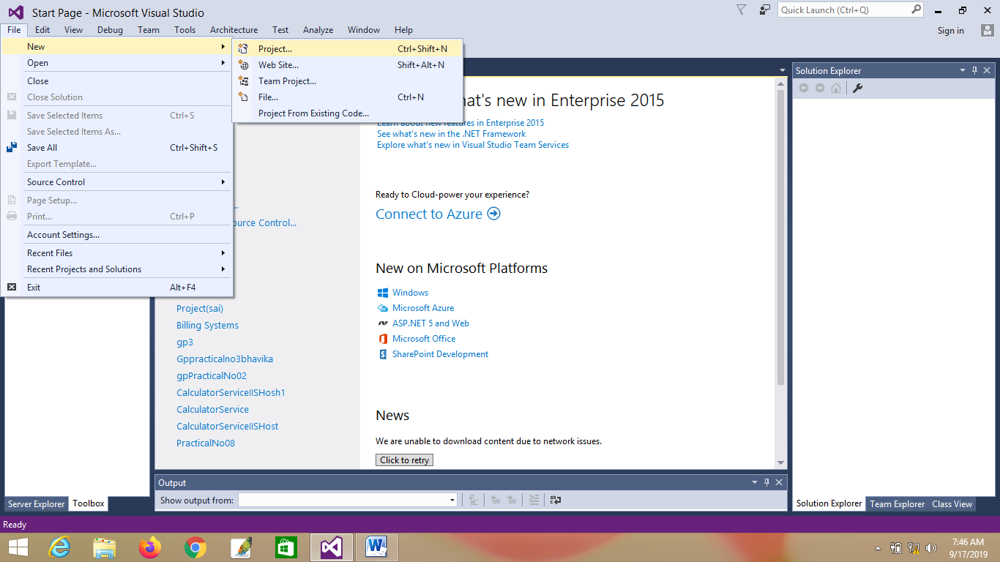 Start Page - Microsoft Visual Studio
Quick Launch (Ctrl+Q)
File Edit View Debug Team Tools Architecture Test Analyze Window Help
Sign in
New
Open
Close
Close Solution
Save Selected Items Ctrl+S
Save Selected Items As...
Save All Ctrl+Shift+S
Export Template...
Source Control
Page Setup...
Print... Ctrl+P
Account Settings...
Recent Files
Recent Projects and Solutions
Exit Alt+F4
Project... Ctrl+Shift+N
Web Site... Shift+Alt+N
Team Project...
File... Ctrl+N
Project From Existing Code...
...
ource Control...
Project(sai)
Billing Systems
gp3
Gppracticalno3bhavika
gpPracticalNo02
CalculatorServiceIISHosh1
CalculatorService
CalculatorServiceIISHost
PracticalNo08
hat's new in Enterprise 2015
Learn about new features in Enterprise 2015
See what's new in the .NET Framework
Explore what's new in Visual Studio Team Services
Ready to Cloud-power your experience?
Connect to Azure
New on Microsoft Platforms
Windows
Microsoft Azure
ASP.NET 5 and Web
Microsoft Office
SharePoint Development
News
We are unable to download content due to network issues.
Click to retry
Solution Explorer
Output
Show output from:
Server Explorer Toolbox
Solution Explorer Team Explorer Class View
Ready
7:46 AM
9/17/2019